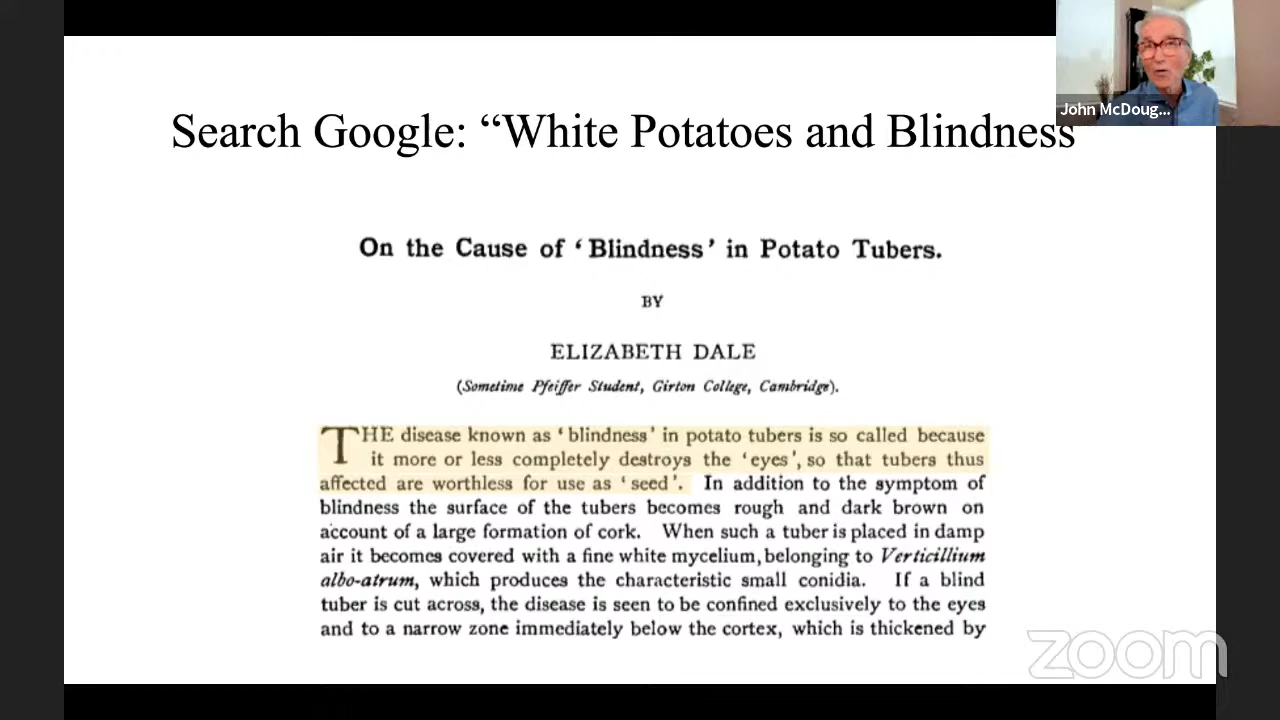 John McDoug...
Search Google: “White Potatoes and Blindness
On the Cause of ‘Blindness’ in Potato Tubers.
BY
ELIZABETH DALE
(Sometime Pfeiffer Student, Girton College, Cambridge).
THE disease known as ‘blindness’ in potato tubers is so called because
it more or less completely destroys the ‘eyes’, so that tubers thus
affected are worthless for use as ‘seed’. In addition to the symptom of
blindness the surface of the tubers becomes rough and dark brown on
account of a large formation of cork. When such a tuber is placed in damp
air it becomes covered with a fine white mycelium, belonging to Verticillium
albo-atrum, which produces the characteristic small conidia. If a blind
tuber is cut across, the disease is seen to be confined exclusively to the eyes
and to a narrow zone immediately below the cortex, which is thickened by
zoom